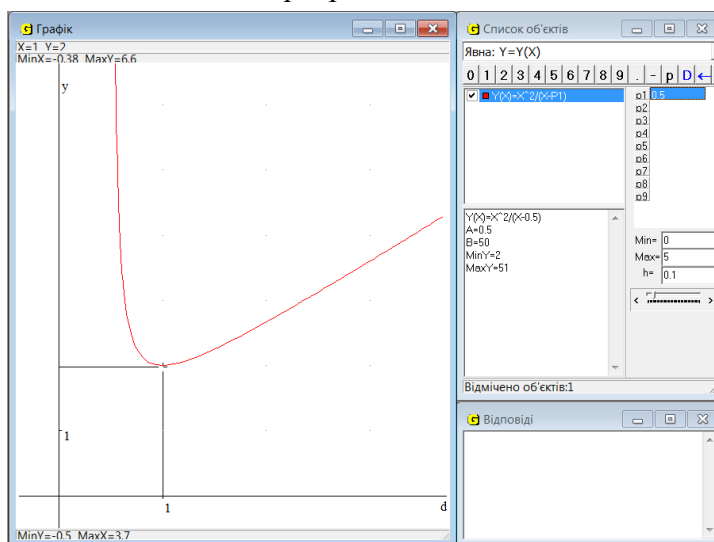 Графік
X=1 Y=2
MinX=-0.38 MaxY=6.6
y
1
1
d
MinY=-0.5 MaxX=3.7
Список об'єктів
Явна: Y=Y(X)
0 1 2 3 4 5 6 7 8 9 . - p D ←
Y(X)=X^2/(X-P1)
p1 0.5
p2
p3
p4
p5
p6
p7
p8
p9
Y(X)=X^2/(X-0.5)
A=0.5
B=50
MinY=2
MaxY=51
Min= 0
Max= 5
h= 0.1
Відмічено об'єктів:1
Відповіді